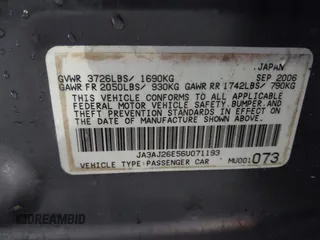 JAPAN
GVWR 3726LBS/ 1690KG SEP 2006
GAWR FR 2050LBS/ 930KG GAWR RR 1742LBS/ 790KG
THIS VEHICLE CONFORMS TO ALL APPLICABLE
FEDERAL MOTOR VEHICLE SAFETY,BUMPER,AND
THEFT PREVENTION STANDARDS IN EFFECT ON
THE DATE OF MANUFACTURE SHOWN ABOVE.
JA3AJ26E56U071193
VEHICLE TYPE:PASSENGER CAR MU001 073
© IDREAMBID